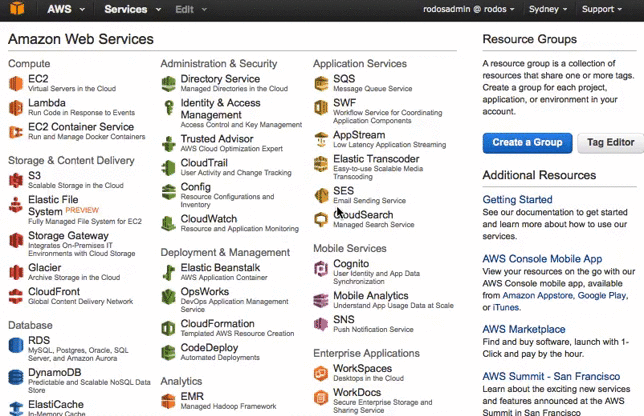 AWS Services Edit rodosadmin @ rodos Sydney Support
Amazon Web Services
Compute
EC2
Virtual Servers in the Cloud
Lambda
Run Code in Response to Events
EC2 Container Service
Run and Manage Docker Containers
Storage & Content Delivery
S3
Scalable Storage in the Cloud
Elastic File
System PREVIEW
Fully Managed File System for EC2
Storage Gateway
Integrates On-Premises IT
Environments with Cloud Storage
Glacier
Archive Storage in the Cloud
CloudFront
Global Content Delivery Network
Database
RDS
MySQL, Postgres, Oracle, SQL
Server, and Amazon Aurora
DynamoDB
Predictable and Scalable NoSQL Data
Store
ElastiCache
In-Memory Cache
Administration & Security
Directory Service
Managed Directories in the Cloud
Identity & Access
Management
Access Control and Key Management
Trusted Advisor
AWS Cloud Optimization Expert
CloudTrail
User Activity and Change Tracking
Config
Resource Configurations and
Inventory
CloudWatch
Resource and Application Monitoring
Deployment & Management
Elastic Beanstalk
AWS Application Container
OpsWorks
DevOps Application Management
Service
CloudFormation
Templated AWS Resource Creation
CodeDeploy
Automated Deployments
Analytics
EMR
Managed Hadoop Framework
Application Services
SQS
Message Queue Service
SWF
Workflow Service for Coordinating
Application Components
AppStream
Low Latency Application Streaming
Elastic Transcoder
Easy-to-use Scalable Media
Transcoding
SES
Email Sending Service
CloudSearch
Managed Search Service
Mobile Services
Cognito
User Identity and App Data
Synchronization
Mobile Analytics
Understand App Usage Data at Scale
SNS
Push Notification Service
Enterprise Applications
WorkSpaces
Desktops in the Cloud
WorkDocs
Secure Enterprise Storage and
Sharing Service
Resource Groups
A resource group is a collection of
resources that share one or more tags.
Create a group for each project,
application, or environment in your
account.
Create a Group Tag Editor
Additional Resources
Getting Started
See our documentation to get started
and learn more about how to use our
services.
AWS Console Mobile App
View your resources on the go with our
AWS Console mobile app, available
from Amazon Appstore, Google Play,
or iTunes.
AWS Marketplace
Find and buy software, launch with 1-
Click and pay by the hour.
AWS Summit - San Francisco
Learn about the exciting new services
and features announced at the AWS
Summit in San Francisco